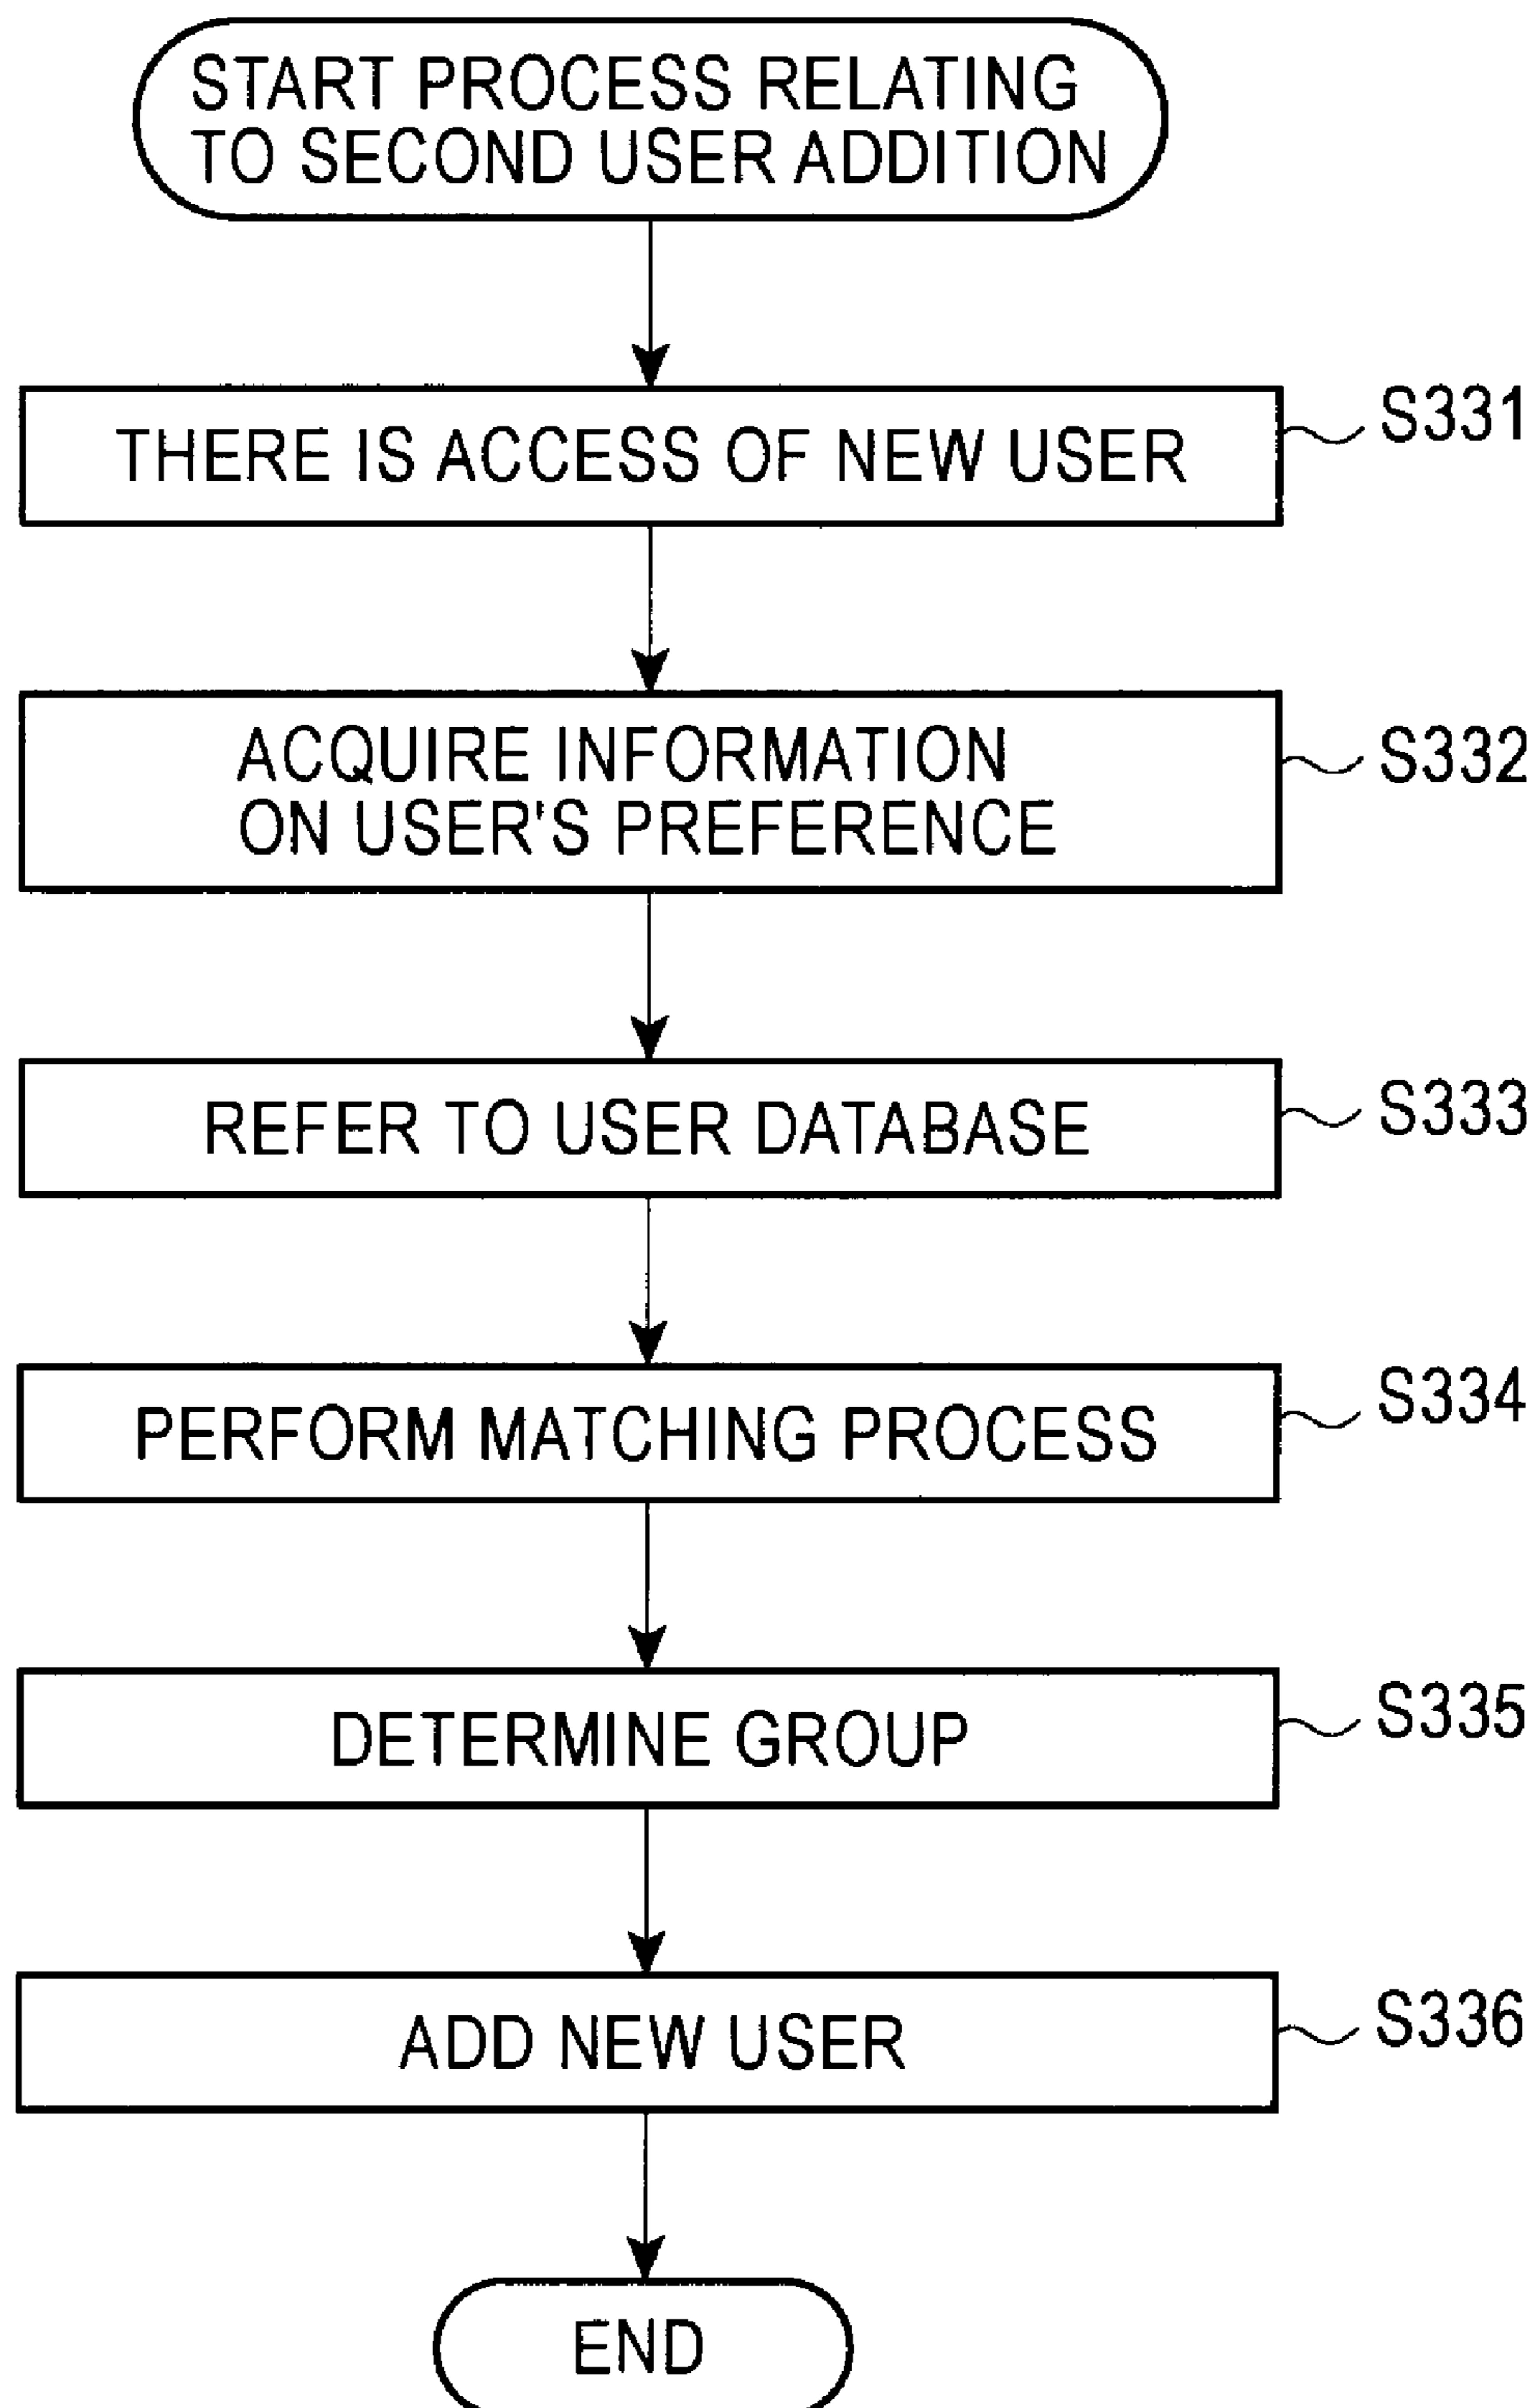 START PROCESS RELATING
TO SECOND USER ADDITION
THERE IS ACCESS OF NEW USER
S331
ACQUIRE INFORMATION
ON USER'S PREFERENCE
S332
REFER TO USER DATABASE
S333
PERFORM MATCHING PROCESS
S334
DETERMINE GROUP
S335
ADD NEW USER
S336
END